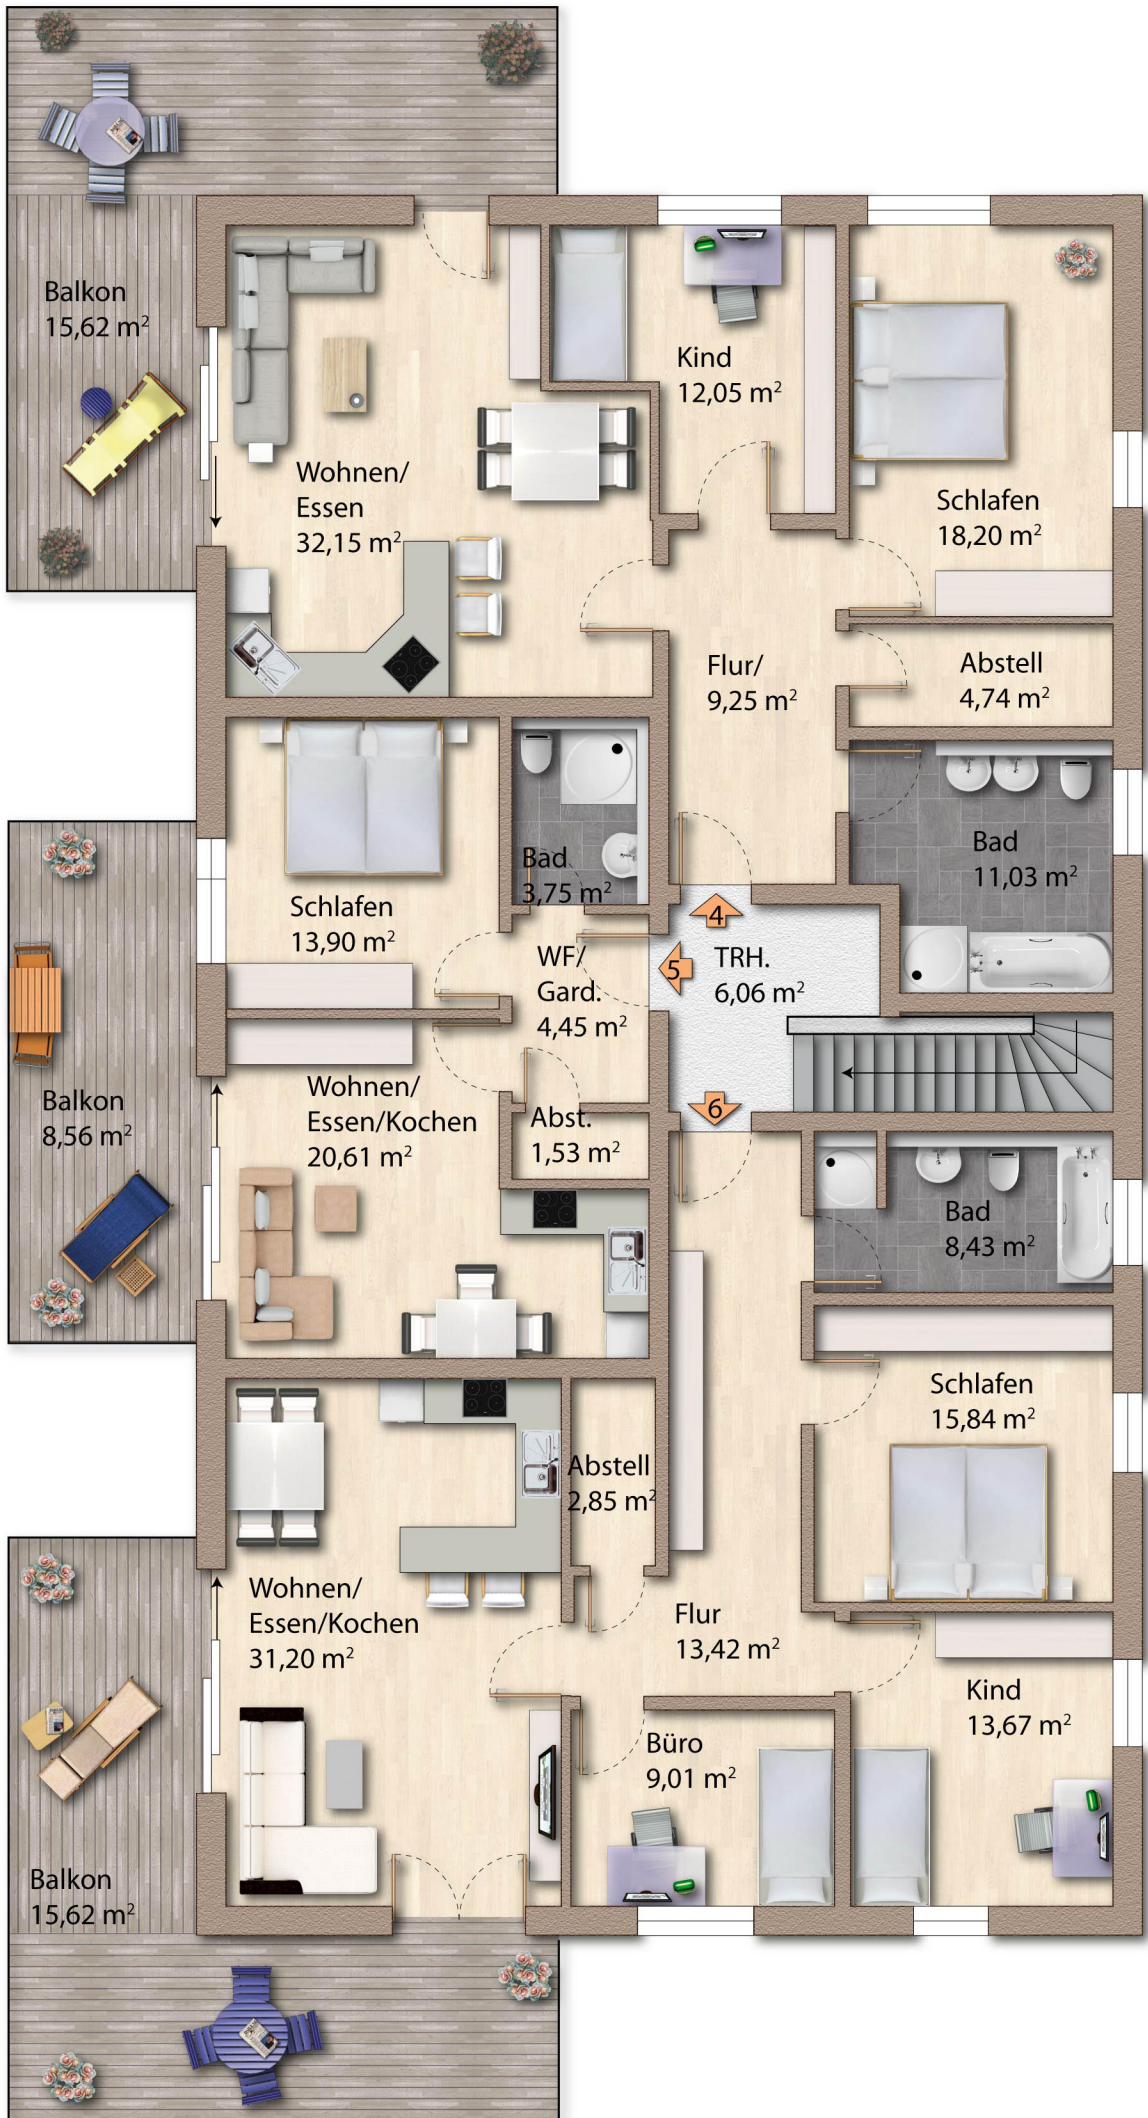 Balkon
15,62 m²
Wohnen/
Essen
32,15 m²
Kind
12,05 m²
Schlafen
18,20 m²
Flur/
9,25 m²
Abstell
4,74 m²
Bad
11,03 m²
Bad
3,75 m²
Schlafen
13,90 m²
WF/
Gard.
4,45 m²
4
5
TRH.
6,06 m²
6
Balkon
8,56 m²
Wohnen/
Essen/Kochen
20,61 m²
Abst.
1,53 m²
Bad
8,43 m²
Schlafen
15,84 m²
Abstell
2,85 m²
Wohnen/
Essen/Kochen
31,20 m²
Flur
13,42 m²
Kind
13,67 m²
Büro
9,01 m²
Balkon
15,62 m²